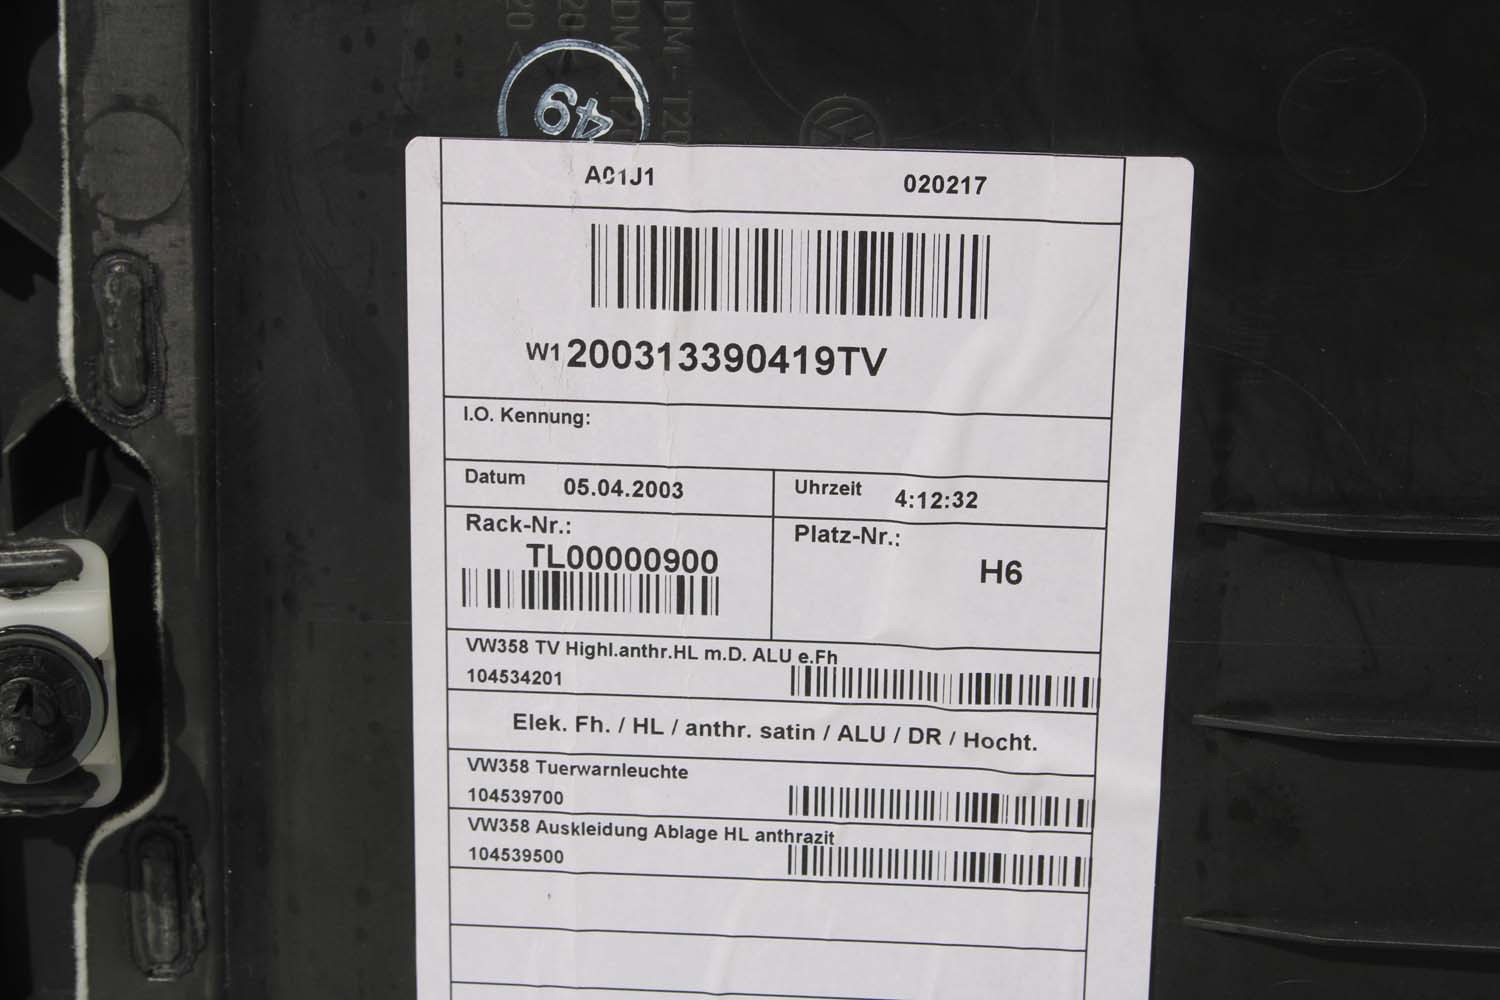 49
A01J1 020217
W1 200313390419TV
I.O. Kennung:
Datum 05.04.2003 Uhrzeit 4:12:32
Rack-Nr.: Platz-Nr.:
TL00000900 H6
VW358 TV Highl.anthr.HL m.D. ALU e.Fh
104534201
Elek. Fh. / HL / anthr. satin / ALU / DR / Hocht.
VW358 Tuerwarnleuchte
104539700
VW358 Auskleidung Ablage HL anthrazit
104539500